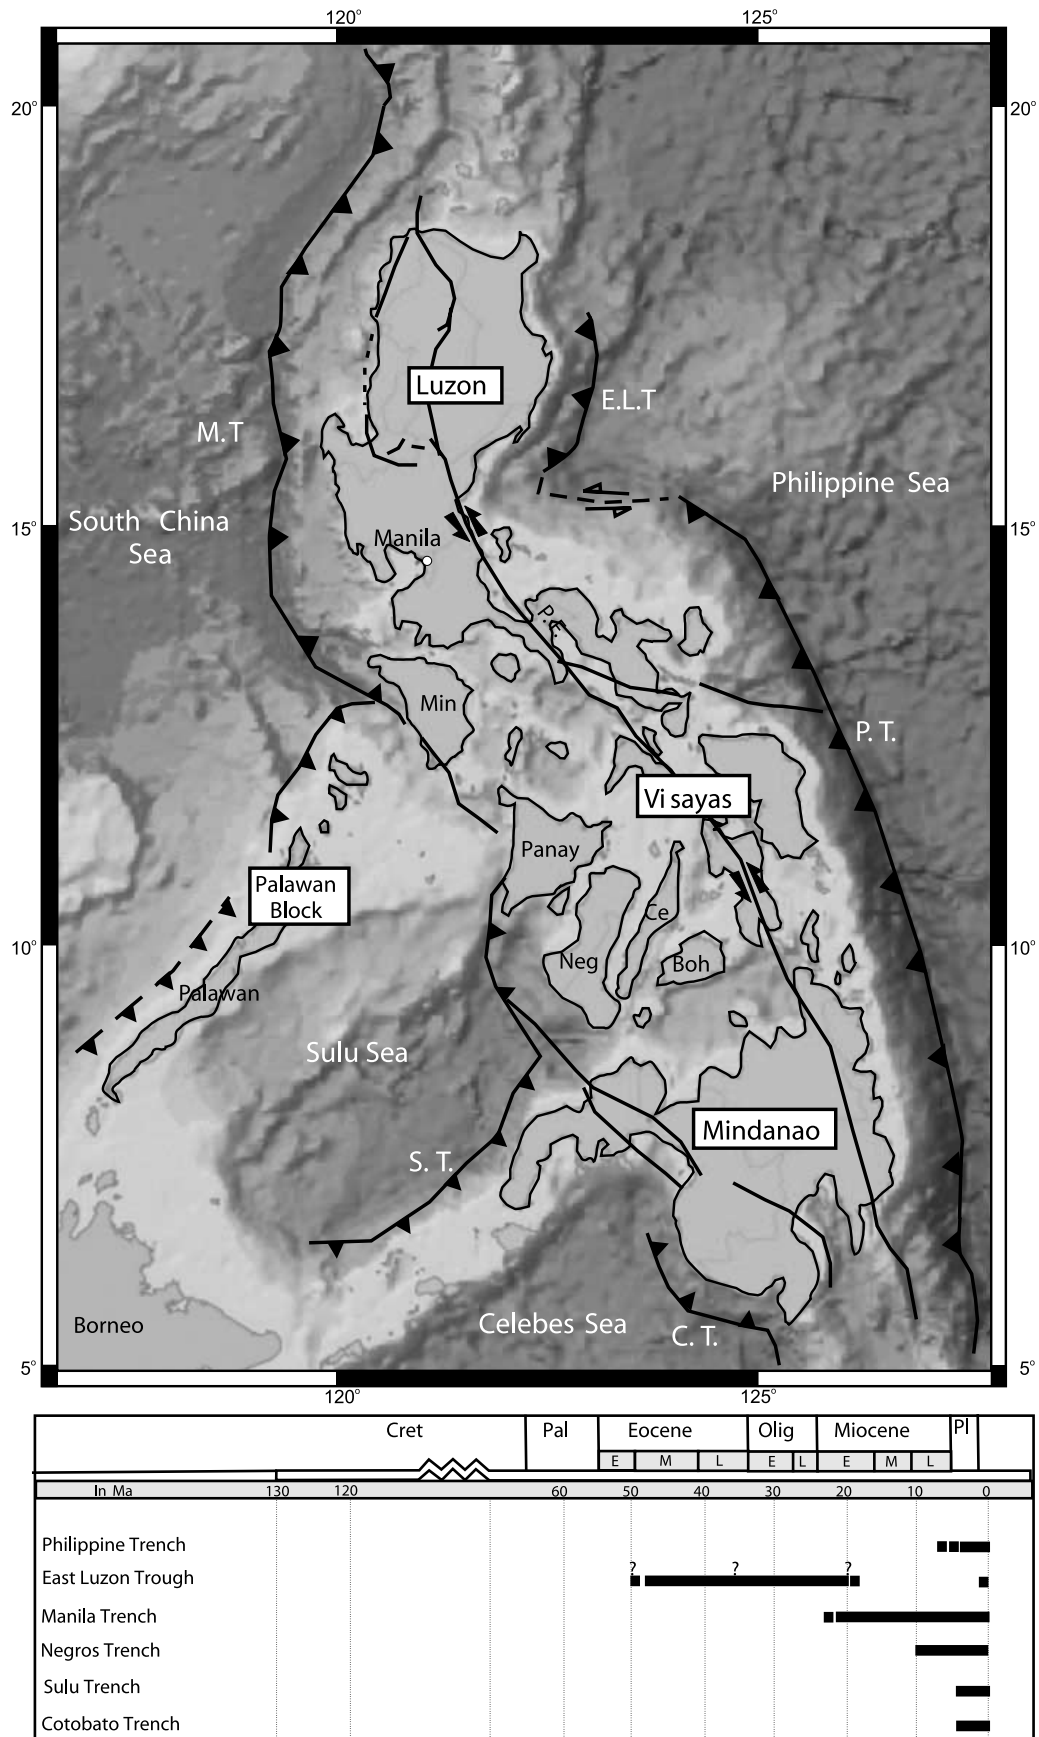 120°
125°
20°
20°
Luzon
E.L.T
M.T
Philippine Sea
15°
South China
Sea
Manila
15°
P.
Min
P. T.
Vi sayas
Panay
Palawan
Block
Ce
10°
Neg
Boh
10°
Palawan
Sulu Sea
Mindanao
S. T.
Borneo
Celebes Sea
C. T.
5°
5°
120°
125°
Cret
Pal
Eocene
Olig
Miocene
Pl
E
M
L
E
L
E
M
L
In Ma
130
120
60
50
40
30
20
10
0
Philippine Trench
East Luzon Trough
?
?
?
Manila Trench
Negros Trench
Sulu Trench
Cotobato Trench